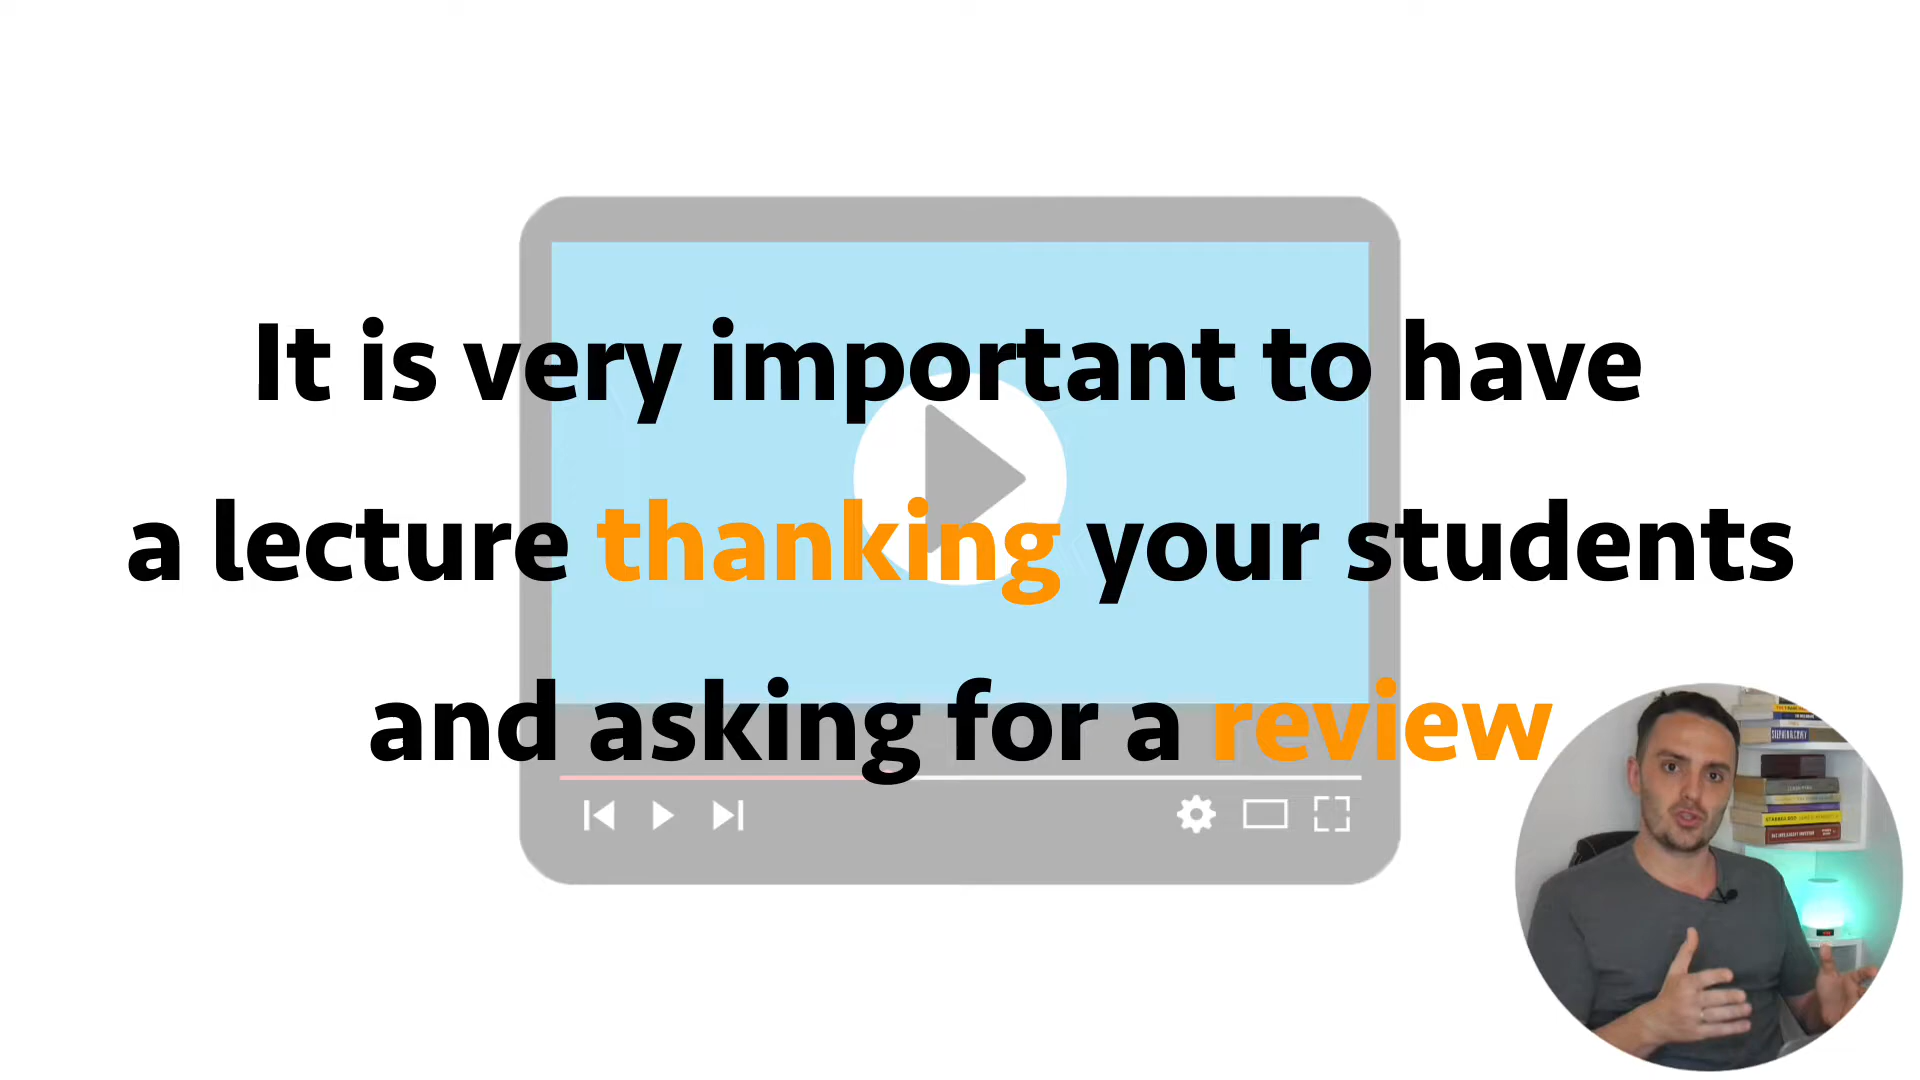 It is very important to have
a lecture thanking your students
and asking for a review